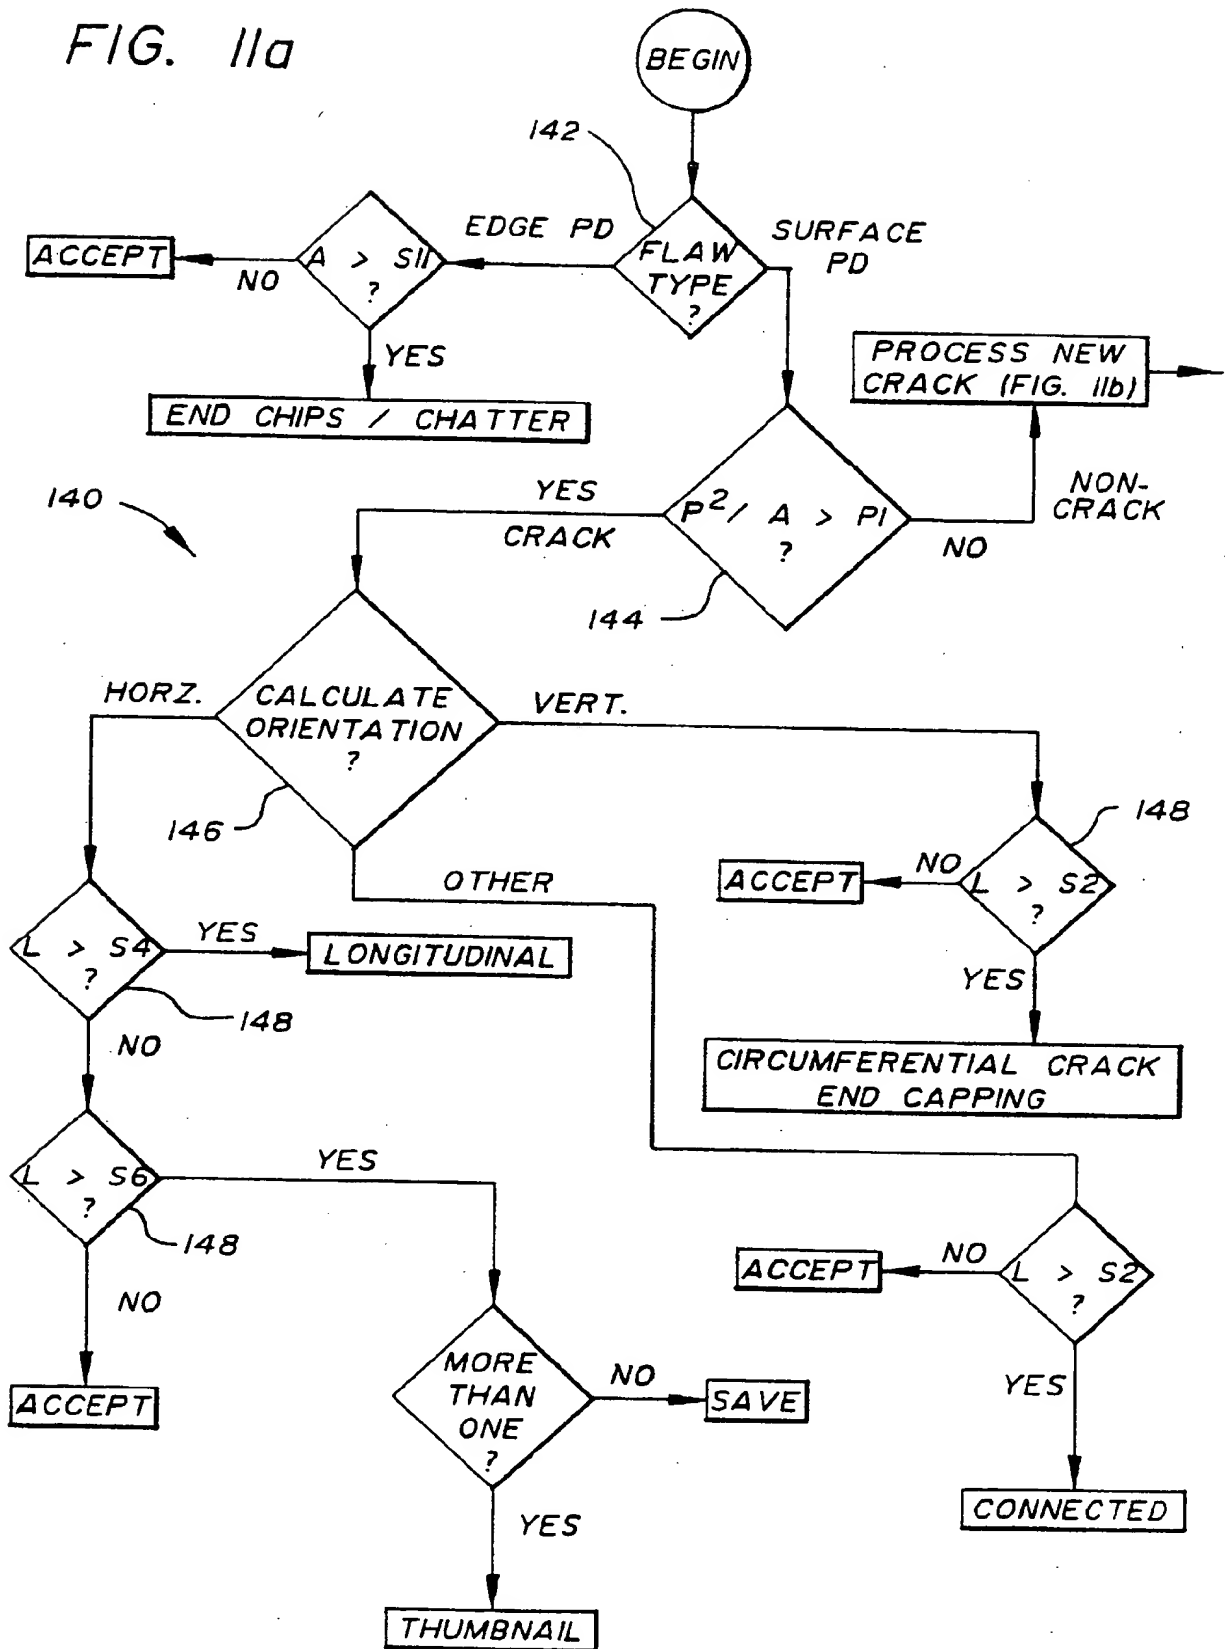 FIG. 11a
BEGIN
142
EDGE PD
SURFACE
PD
FLAW
TYPE
?
A > S11
?
ACCEPT
NO
YES
END CHIPS / CHATTER
PROCESS NEW
CRACK (FIG. 11b)
140
YES
CRACK
P²/ A > P1
?
NO
NON-
CRACK
144
HORZ.
CALCULATE
ORIENTATION
?
VERT.
146
148
OTHER
ACCEPT
NO
L > S2
?
YES
CIRCUMFERENTIAL CRACK
END CAPPING
L > S4
?
YES
LONGITUDINAL
148
NO
L > S6
?
YES
148
NO
ACCEPT
MORE
THAN
ONE
?
NO
SAVE
YES
THUMBNAIL
ACCEPT
NO
L > S2
?
YES
CONNECTED